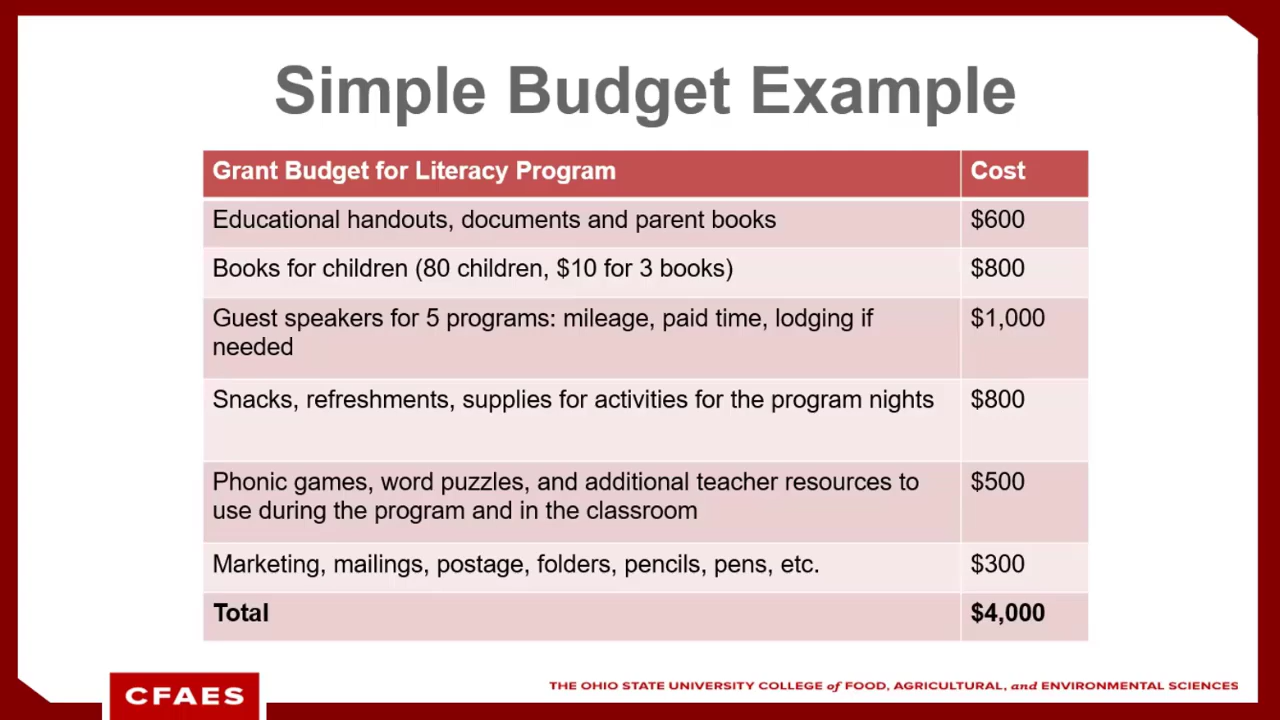 Simple Budget Example
Grant Budget for Literacy Program Cost
Educational handouts, documents and parent books $600
Books for children (80 children, $10 for 3 books) $800
Guest speakers for 5 programs: mileage, paid time, lodging if $1,000
needed
Snacks, refreshments, supplies for activities for the program nights $800
Phonic games, word puzzles, and additional teacher resources to $500
use during the program and in the classroom
Marketing, mailings, postage, folders, pencils, pens, etc. $300
Total $4,000
CFAES
THE OHIO STATE UNIVERSITY COLLEGE of FOOD, AGRICULTURAL, and ENVIRONMENTAL SCIENCES